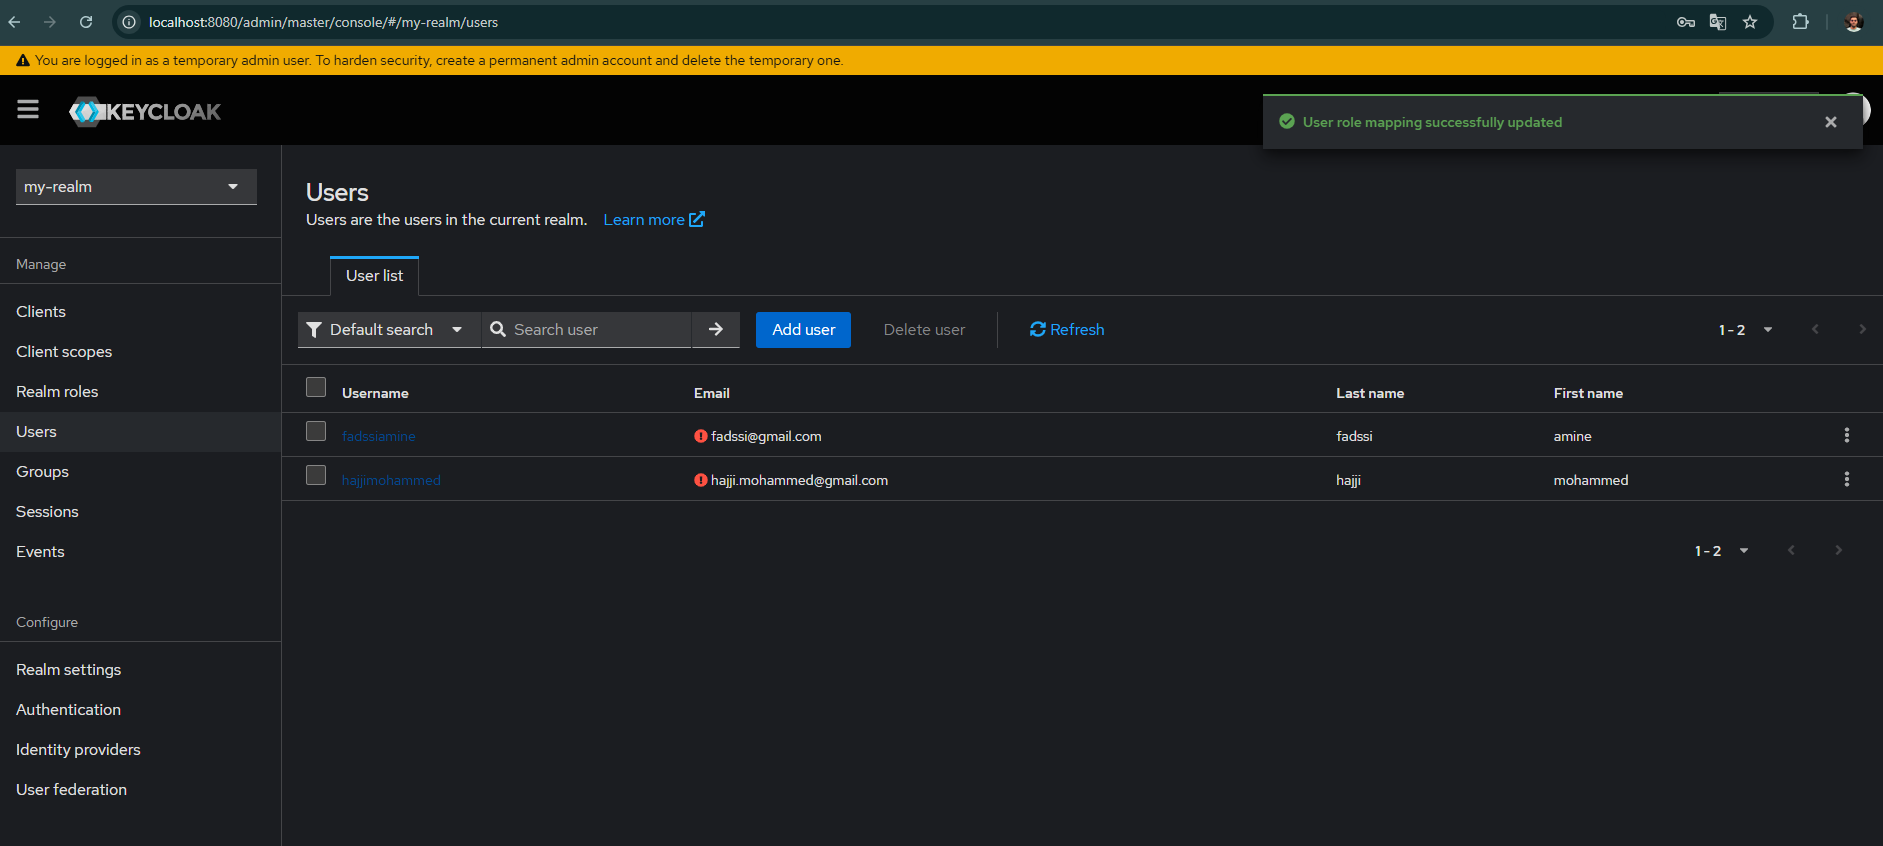 localhost:8080/admin/master/console/#/my-realm/users
You are logged in as a temporary admin user. To harden security, create a permanent admin account and delete the temporary one.
KEYCLOAK
User role mapping successfully updated
my-realm
Manage
Clients
Client scopes
Realm roles
Users
Groups
Sessions
Events
Configure
Realm settings
Authentication
Identity providers
User federation
Users
Users are the users in the current realm. Learn more
User list
Default search Search user Add user Delete user Refresh 1 - 2
Username Email Last name First name
fadssiamine fadssi@gmail.com fadssi amine
hajjimohammed hajji.mohammed@gmail.com hajji mohammed
1 - 2